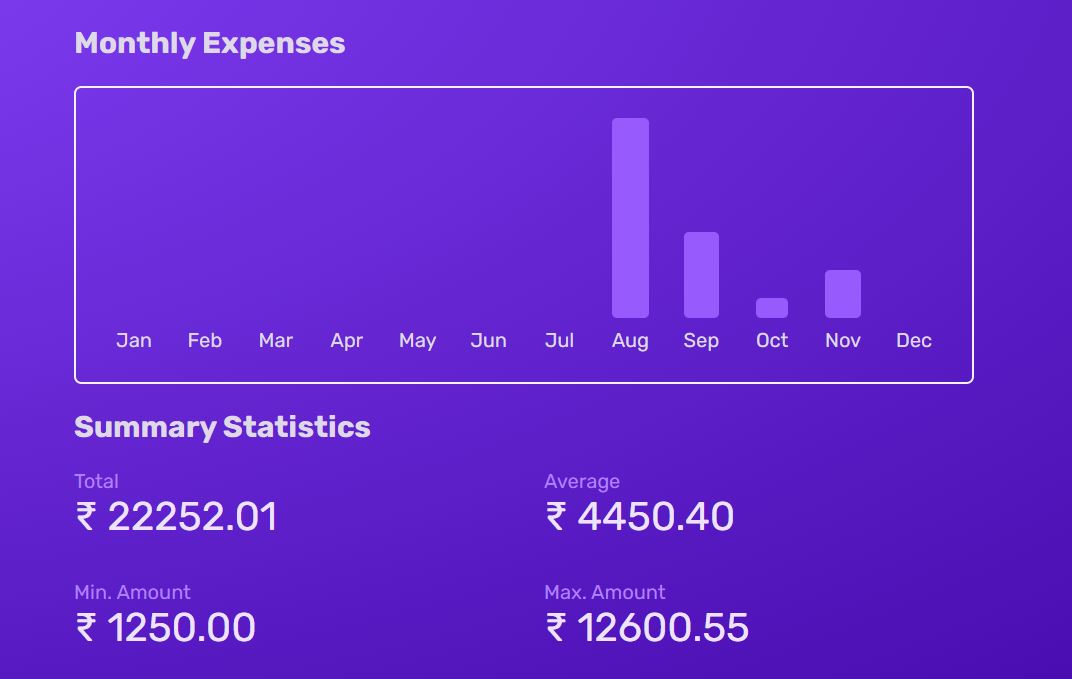 Monthly Expenses
Jan Feb Mar Apr May Jun Jul Aug Sep Oct Nov Dec
Summary Statistics
Total Average
₹ 22252.01 ₹ 4450.40
Min. Amount Max. Amount
₹ 1250.00 ₹ 12600.55